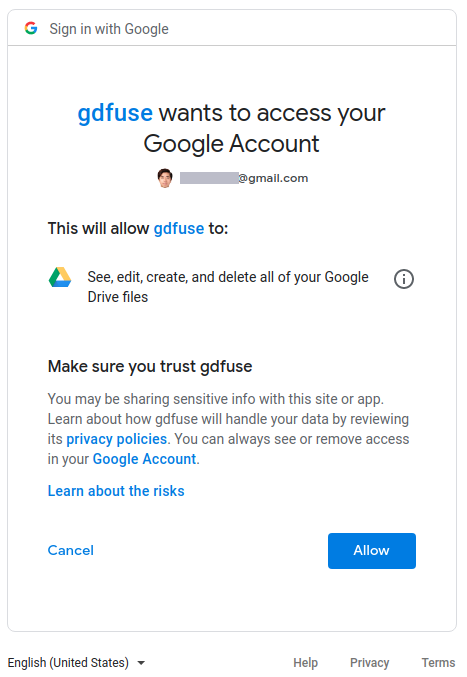 Sign in with Google
gdfuse wants to access your
Google Account
@gmail.com
This will allow gdfuse to:
See, edit, create, and delete all of your Google
Drive files
Make sure you trust gdfuse
You may be sharing sensitive info with this site or app.
Learn about how gdfuse will handle your data by reviewing
its privacy policies. You can always see or remove access
in your Google Account.
Learn about the risks
Cancel
Allow
English (United States)
Help
Privacy
Terms